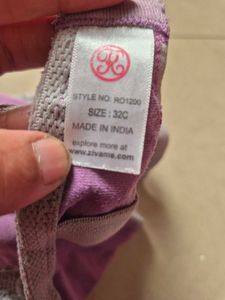 STYLE NO: RO1200
SIZE : 32C
MADE IN INDIA
explore more at
www.zivame.com